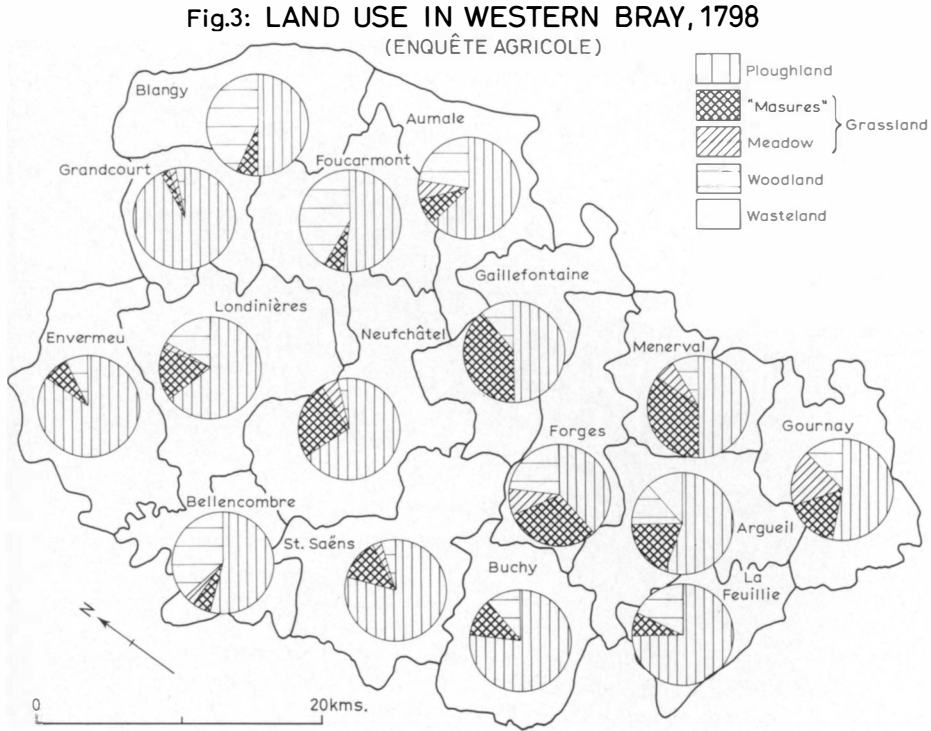 Fig.3: LAND USE IN WESTERN BRAY, 1798
(ENQUÊTE AGRICOLE)
Ploughland
"Masures"
Grassland
Meadow
Woodland
Wasteland
Blangy
Aumale
Grandcourt
Foucarmont
Gaillefontaine
Londinières
Neufchâtel
Envermeu
Menerval
Gournay
Forges
Bellencombre
St. Saëns
Argueil
Buchy
La
Feuillie
N
0
20kms.